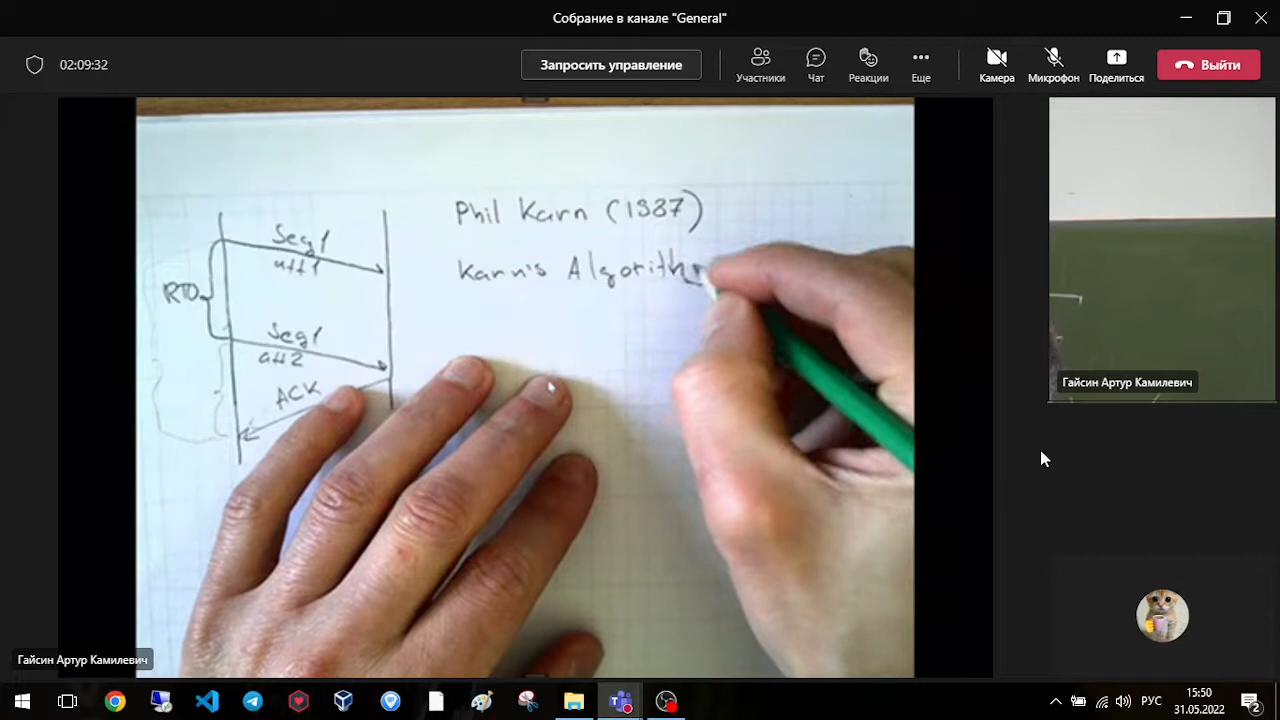 Собрание в канале "General"
02:09:32
Запросить управление
Участники
Чат
Реакции
Еще
Камера
Микрофон
Поделиться
Выйти
Phil Karn (1987)
Karn's Algorithm
Seg1
att1
RTO
Seg1
att2
ACK
Гайсин Артур Камилевич
Гайсин Артур Камилевич
РУС
15:50
31.05.2022
2